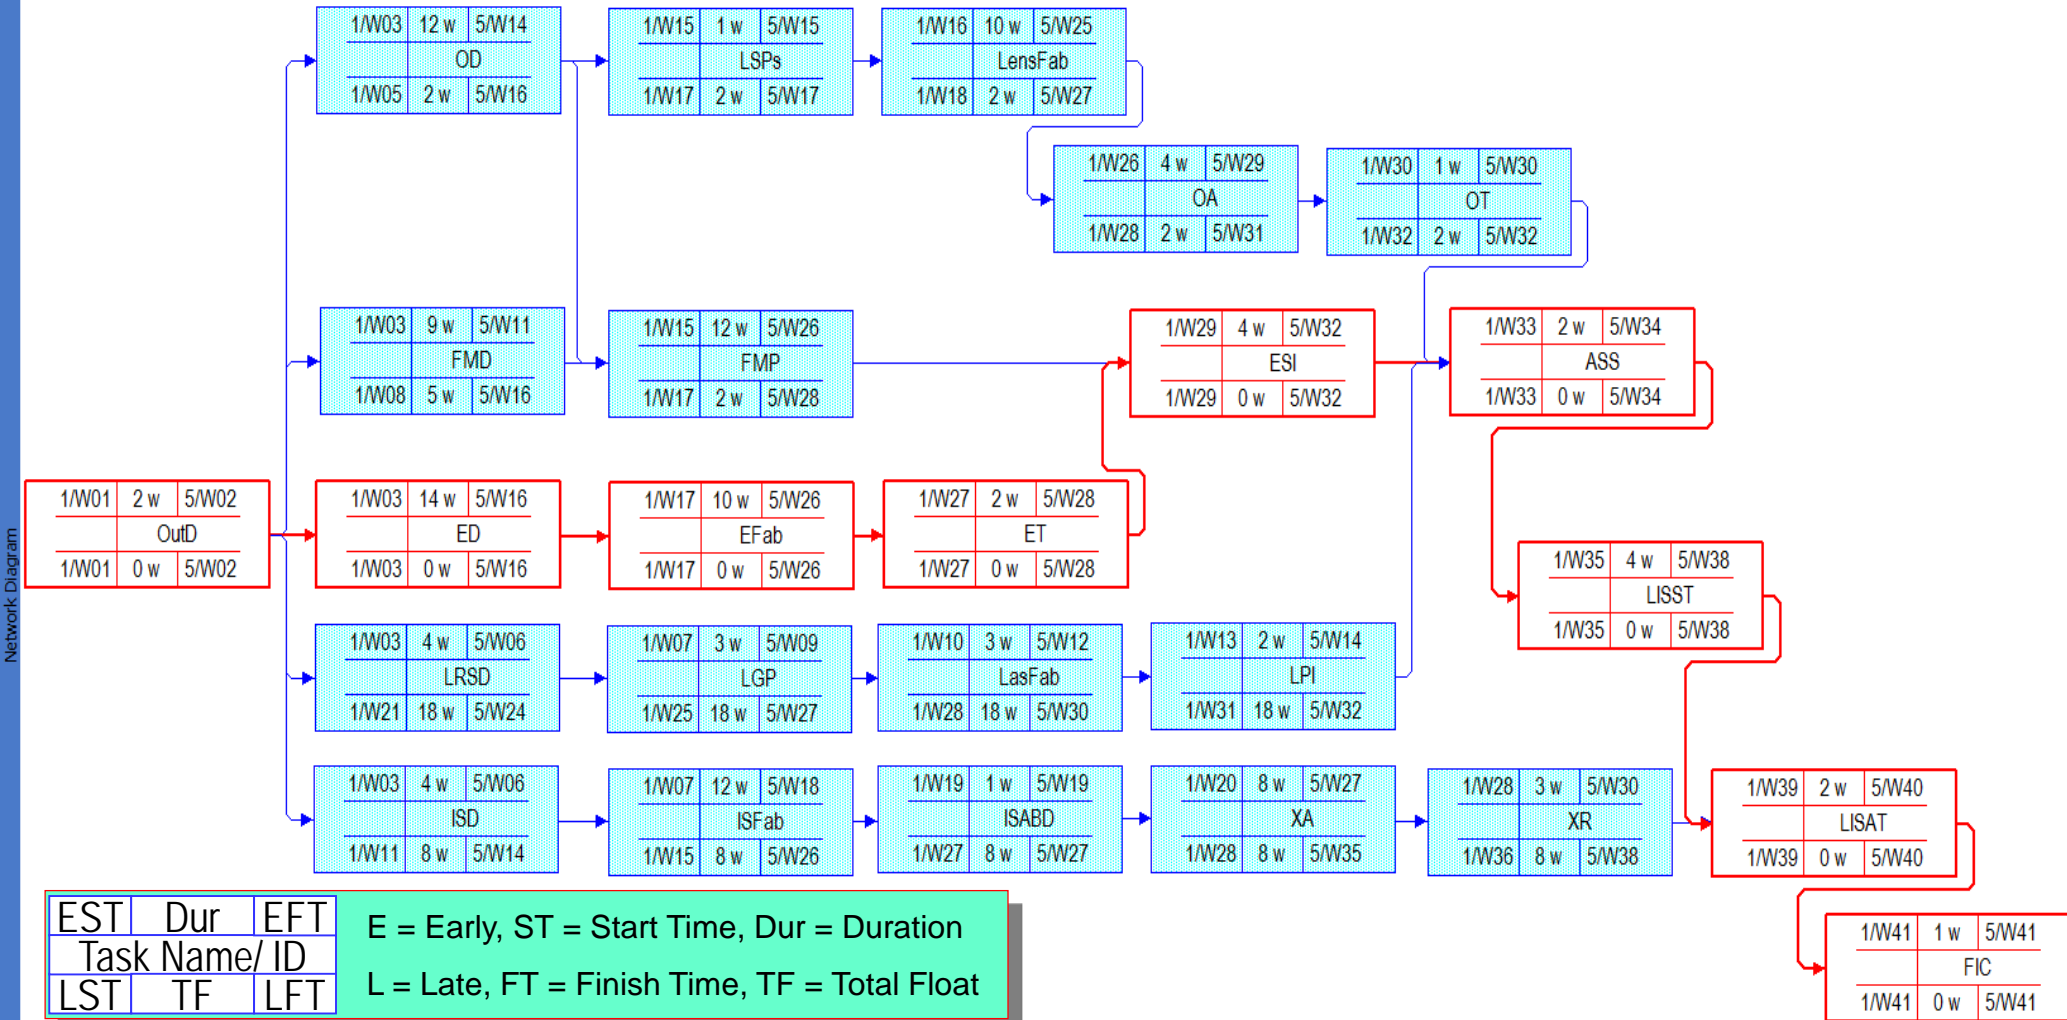 Network Diagram
1/W03 12 w 5/W14
OD
1/W05 2 w 5/W16
1/W15 1 w 5/W15
LSPs
1/W17 2 w 5/W17
1/W16 10 w 5/W25
LensFab
1/W18 2 w 5/W27
1/W26 4 w 5/W29
OA
1/W28 2 w 5/W31
1/W30 1 w 5/W30
OT
1/W32 2 w 5/W32
1/W03 9 w 5/W11
FMD
1/W08 5 w 5/W16
1/W15 12 w 5/W26
FMP
1/W17 2 w 5/W28
1/W29 4 w 5/W32
ESI
1/W29 0 w 5/W32
1/W33 2 w 5/W34
ASS
1/W33 0 w 5/W34
1/W01 2 w 5/W02
OutD
1/W01 0 w 5/W02
1/W03 14 w 5/W16
ED
1/W03 0 w 5/W16
1/W17 10 w 5/W26
EFab
1/W17 0 w 5/W26
1/W27 2 w 5/W28
ET
1/W27 0 w 5/W28
1/W35 4 w 5/W38
LISST
1/W35 0 w 5/W38
1/W03 4 w 5/W06
LRSD
1/W21 18 w 5/W24
1/W07 3 w 5/W09
LGP
1/W25 18 w 5/W27
1/W10 3 w 5/W12
LasFab
1/W28 18 w 5/W30
1/W13 2 w 5/W14
LPI
1/W31 18 w 5/W32
1/W03 4 w 5/W06
ISD
1/W11 8 w 5/W14
1/W07 12 w 5/W18
ISFab
1/W15 8 w 5/W26
1/W19 1 w 5/W19
ISABD
1/W27 8 w 5/W27
1/W20 8 w 5/W27
XA
1/W28 8 w 5/W35
1/W28 3 w 5/W30
XR
1/W36 8 w 5/W38
1/W39 2 w 5/W40
LISAT
1/W39 0 w 5/W40
1/W41 1 w 5/W41
FIC
1/W41 0 w 5/W41
EST Dur EFT
Task Name/ ID
LST TF LFT
E = Early, ST = Start Time, Dur = Duration
L = Late, FT = Finish Time, TF = Total Float